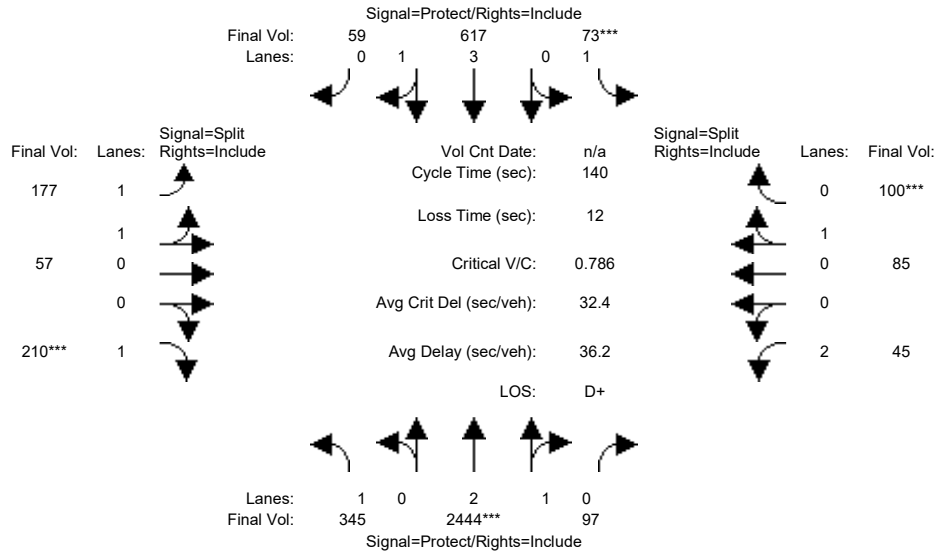 Signal=Protect/Rights=Include
Final Vol: 59 617 73***
Lanes: 0 1 3 0 1
Signal=Split
Final Vol: Lanes: Rights=Include
Vol Cnt Date: n/a
Signal=Split
Rights=Include Lanes: Final Vol:
Cycle Time (sec): 140
177 1
0 100***
Loss Time (sec): 12
1
1
57 0
Critical V/C: 0.786
0 85
0
Avg Crit Del (sec/veh): 32.4
0
210*** 1
Avg Delay (sec/veh): 36.2
2 45
LOS: D+
Lanes: 1 0 2 1 0
Final Vol: 345 2444*** 97
Signal=Protect/Rights=Include